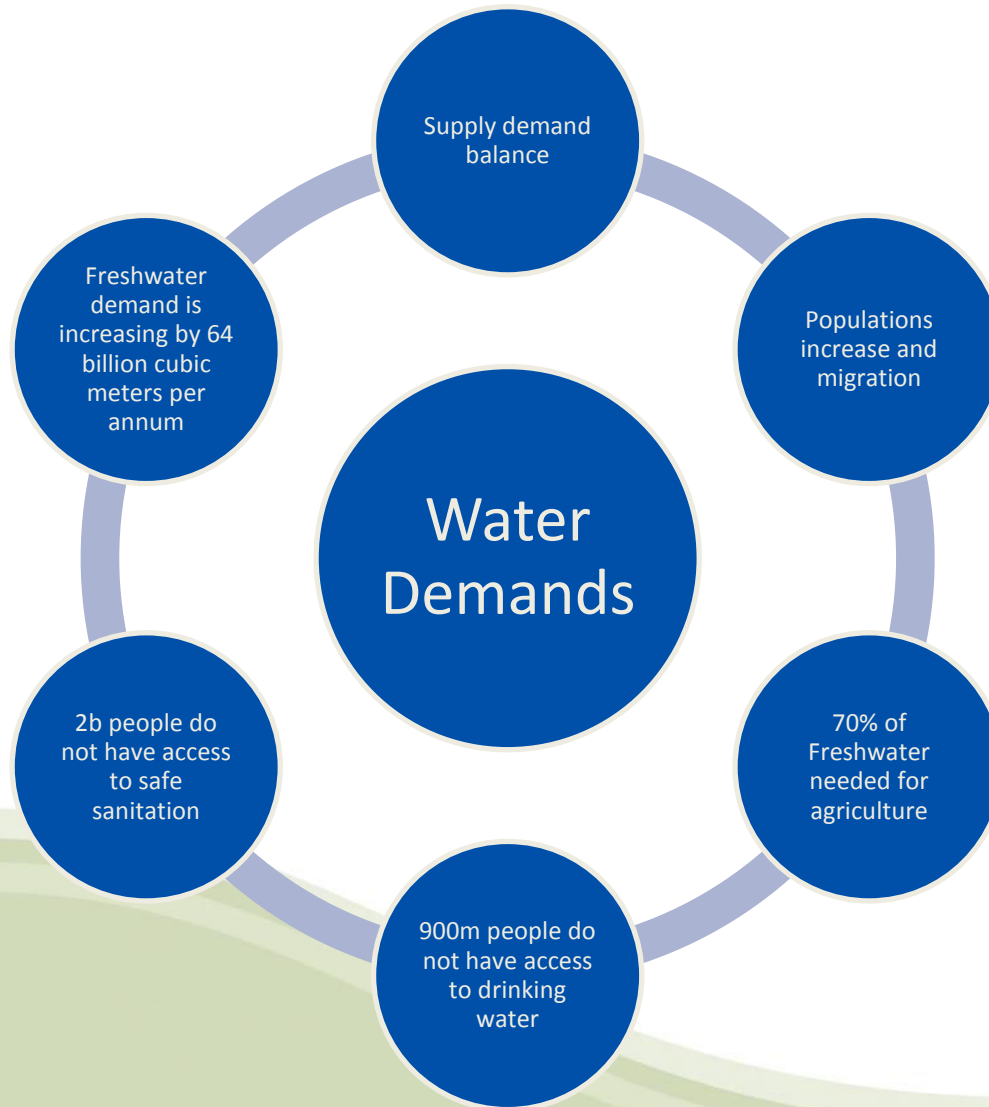 Supply demand
balance
Populations
increase and
migration
70% of
Freshwater
needed for
agriculture
900m people do
not have access
to drinking
water
2b people do
not have access
to safe
sanitation
Freshwater
demand is
increasing by 64
billion cubic
meters per
annum
Water
Demands